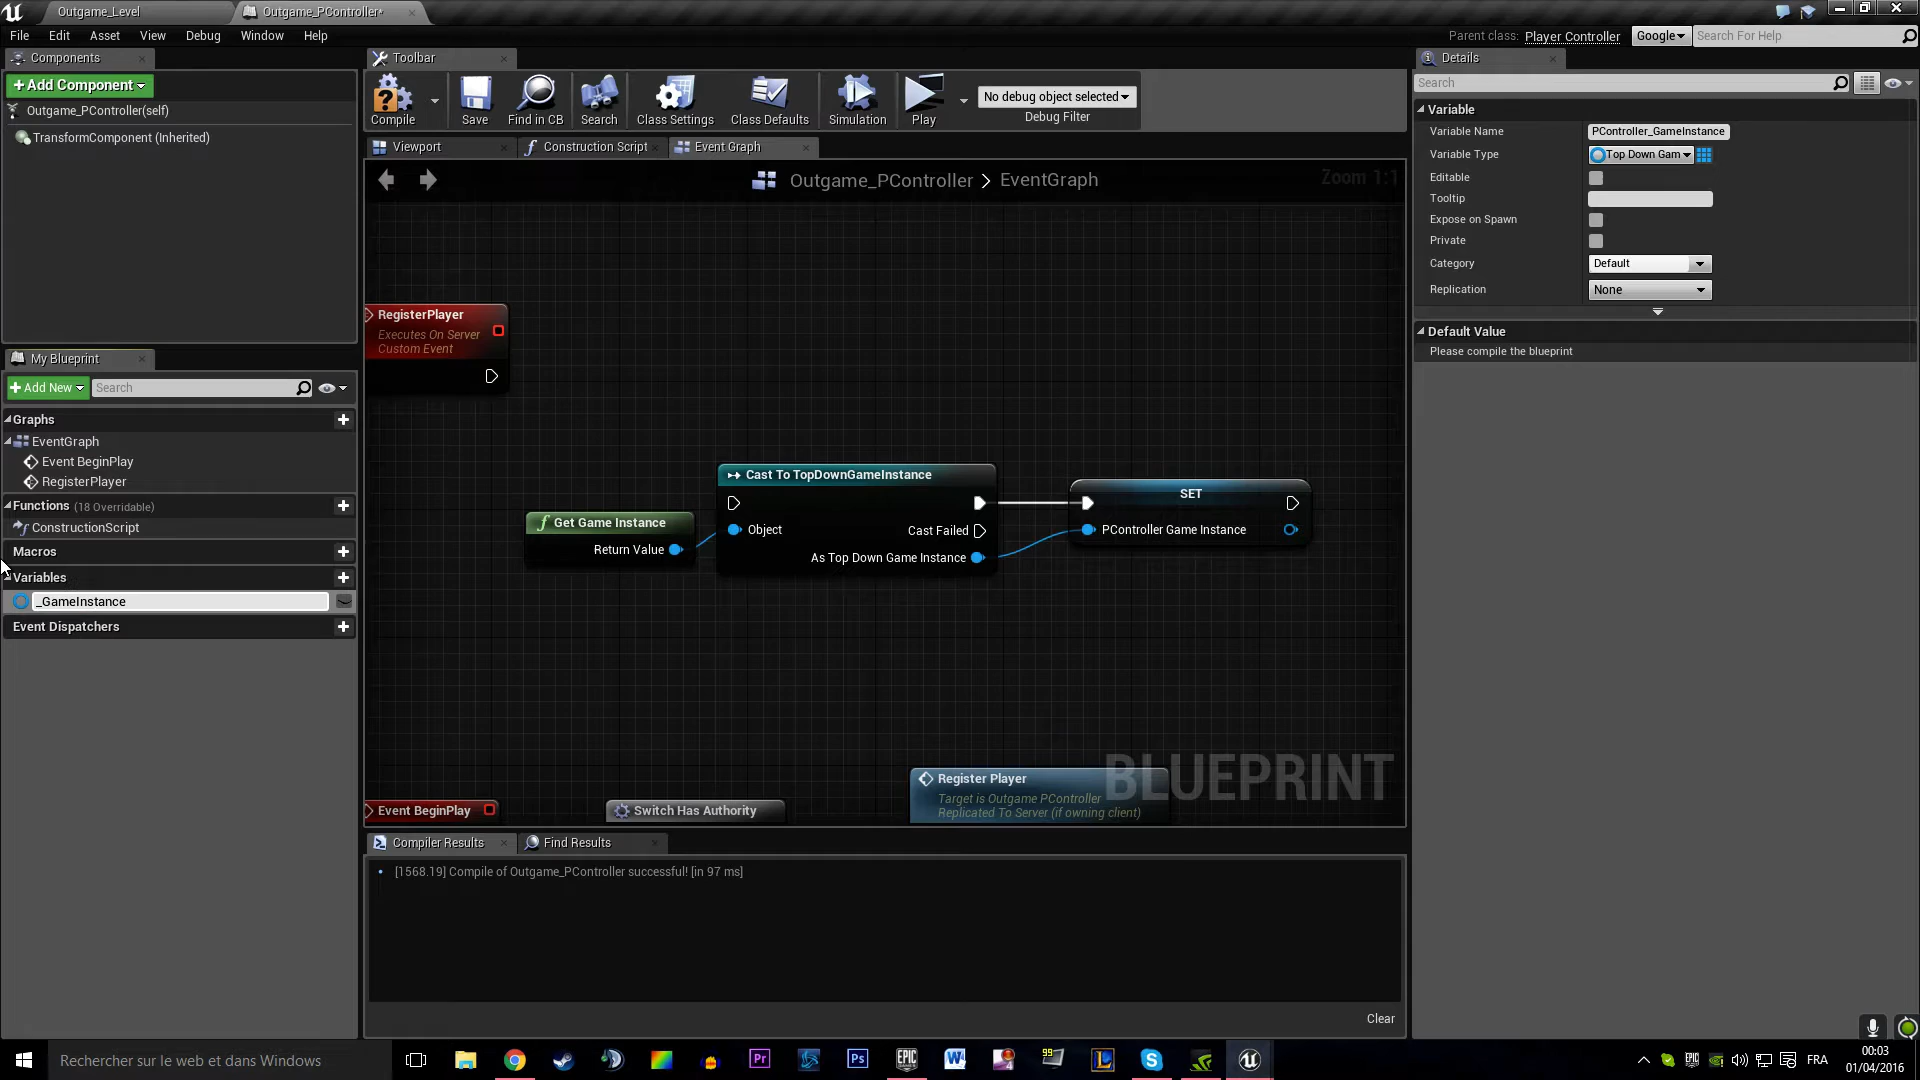 Outgame_Level
Outgame_PController*
File Edit Asset View Debug Window Help
Parent class: Player Controller Google Search For Help
Components
Add Component
Outgame_PController(self)
TransformComponent (Inherited)
Toolbar
Compile
Save
Find in CB
Search
Class Settings
Class Defaults
Simulation
Play
No debug object selected
Debug Filter
Viewport
Construction Script
Event Graph
Outgame_PController > EventGraph
Zoom 1:1
RegisterPlayer
Executes On Server
Custom Event
Get Game Instance
Return Value
Cast To TopDownGameInstance
Object
Cast Failed
As Top Down Game Instance
SET
PController Game Instance
Event BeginPlay
Switch Has Authority
Register Player
Target is Outgame PController
Replicated To Server (if owning client)
BLUEPRINT
My Blueprint
Add New Search
Graphs
EventGraph
Event BeginPlay
RegisterPlayer
Functions (18 Overridable)
ConstructionScript
Macros
Variables
_GameInstance
Event Dispatchers
Compiler Results
Find Results
[1568.19] Compile of Outgame_PController successful! [in 97 ms]
Clear
Details
Search
Variable
Variable Name PController_GameInstance
Variable Type Top Down Gam
Editable
Tooltip
Expose on Spawn
Private
Category Default
Replication None
Default Value
Please compile the blueprint
Rechercher sur le web et dans Windows
Pr
Ps
EPIC
W
99+
L
S
FRA
00:03
01/04/2016